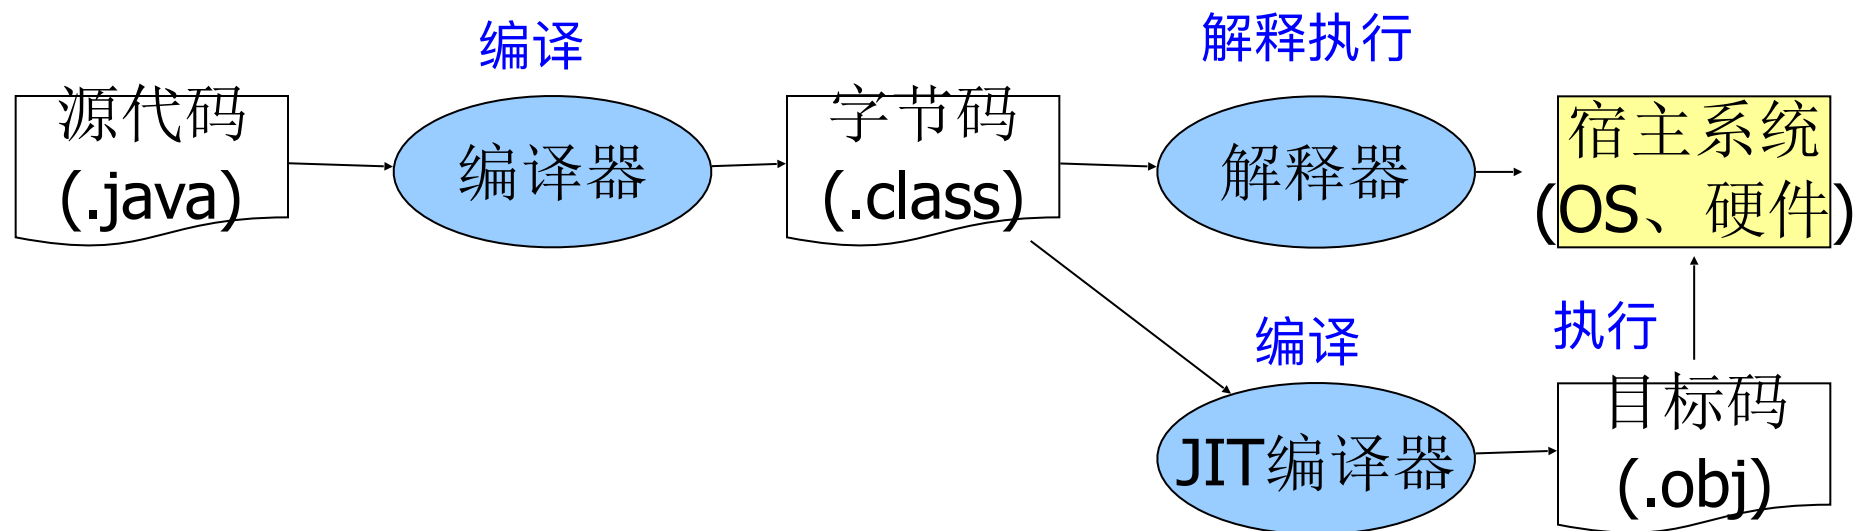 编译
解释执行
源代码
(.java)
编译器
字节码
(.class)
解释器
宿主系统
(OS、硬件)
编译
执行
JIT编译器
目标码
(.obj)